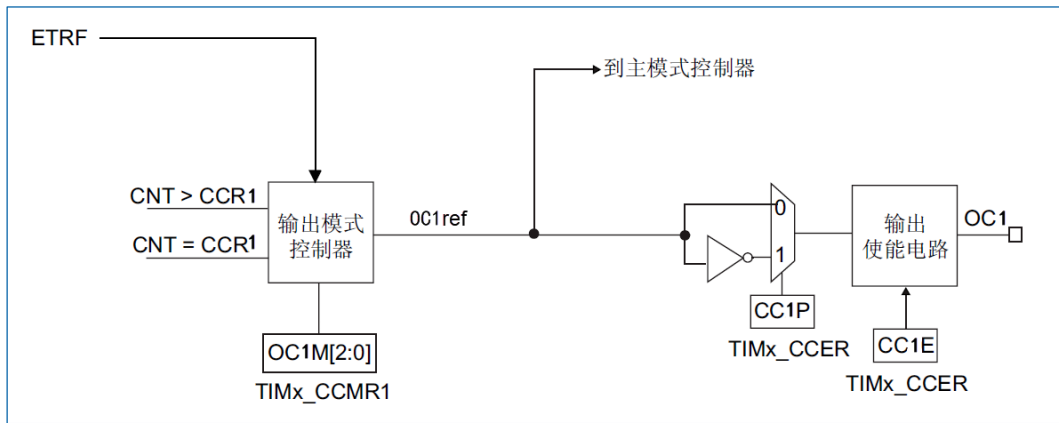 ETRF
到主模式控制器
CNT > CCR1
CNT = CCR1
输出模式
控制器
OC1ref
0
1
输出
使能电路
OC1
OC1M[2:0]
TIMx_CCMR1
CC1P
TIMx_CCER
CC1E
TIMx_CCER